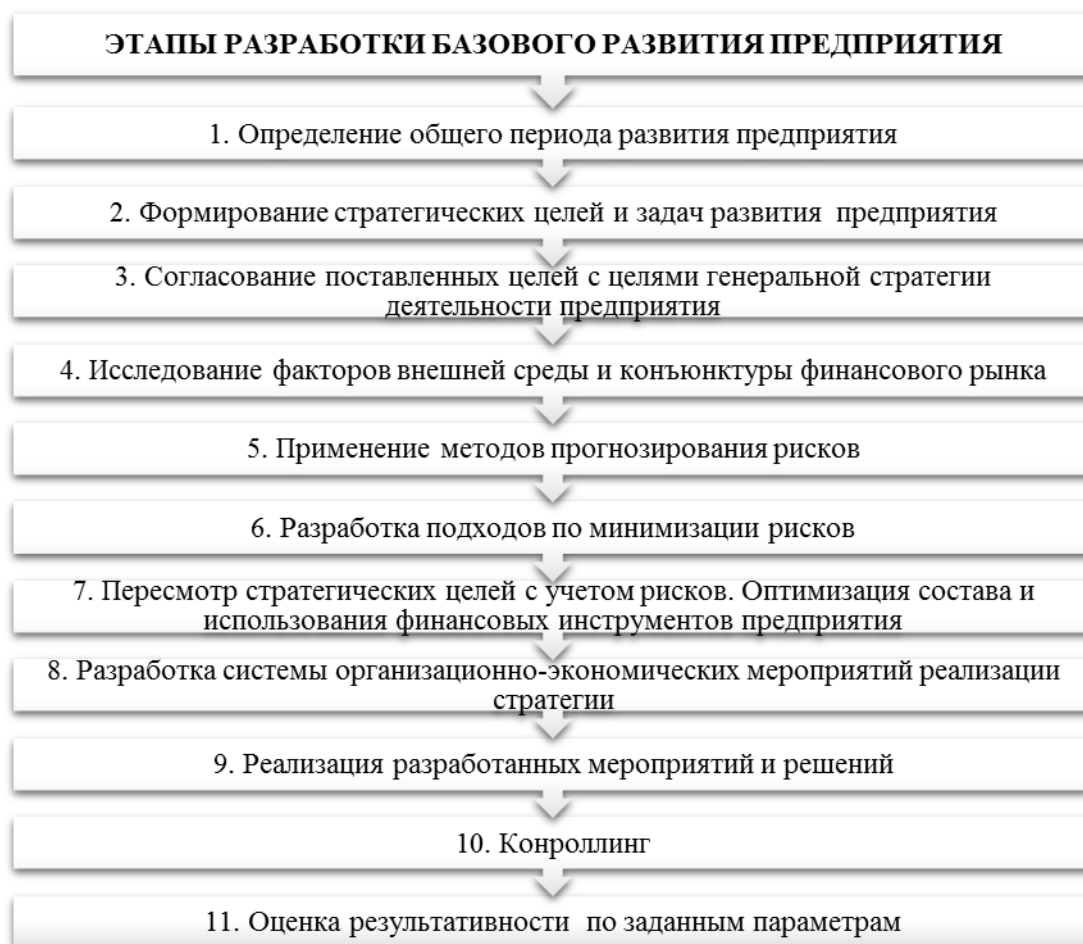 ЭТАПЫ РАЗРАБОТКИ БАЗОВОГО РАЗВИТИЯ ПРЕДПРИЯТИЯ
1. Определение общего периода развития предприятия
2. Формирование стратегических целей и задач развития предприятия
3. Согласование поставленных целей с целями генеральной стратегии
деятельности предприятия
4. Исследование факторов внешней среды и конъюнктуры финансового рынка
5. Применение методов прогнозирования рисков
6. Разработка подходов по минимизации рисков
7. Пересмотр стратегических целей с учетом рисков. Оптимизация состава и
использования финансовых инструментов предприятия
8. Разработка системы организационно-экономических мероприятий реализации
стратегии
9. Реализация разработанных мероприятий и решений
10. Конроллинг
11. Оценка результативности по заданным параметрам